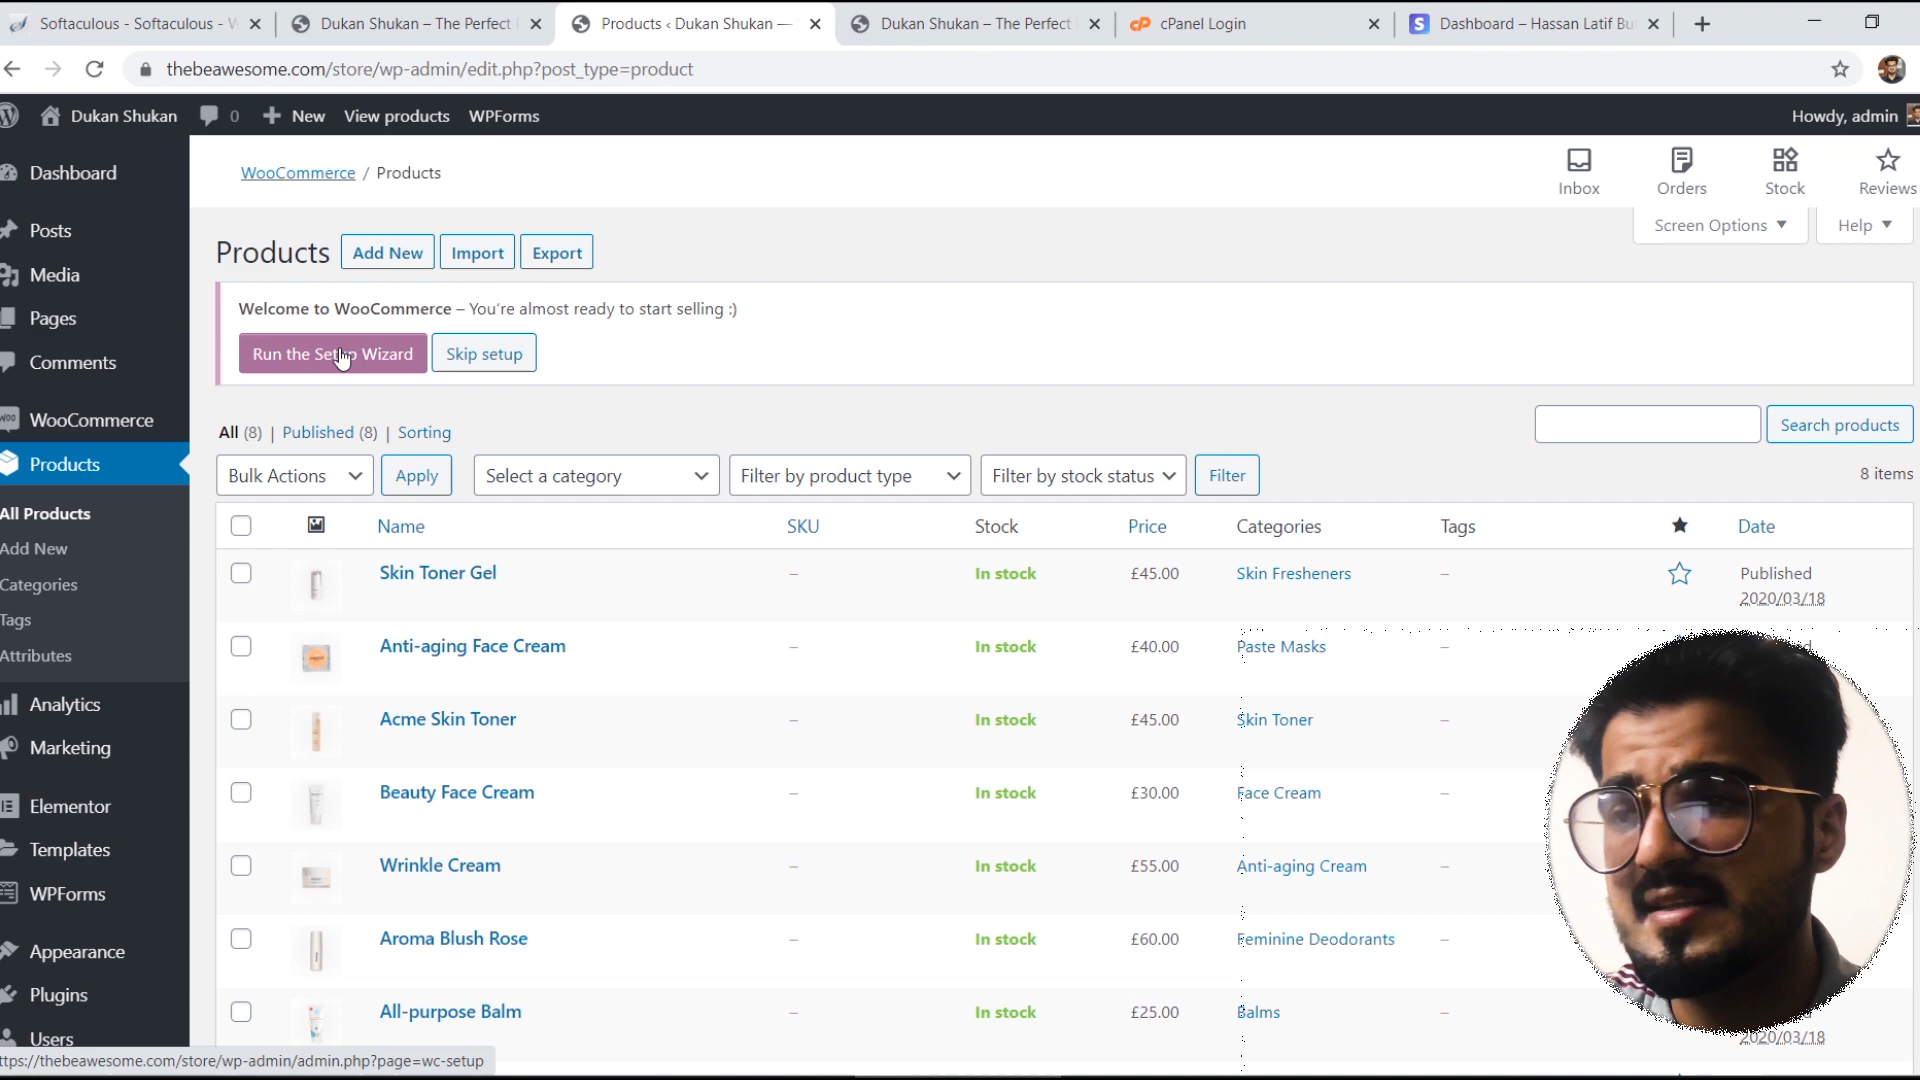 Softaculous - Softaculous - W
Dukan Shukan – The Perfect
Products ‹ Dukan Shukan —
Dukan Shukan – The Perfect
cPanel Login
Dashboard – Hassan Latif Bu
thebeawesome.com/store/wp-admin/edit.php?post_type=product
Dukan Shukan 0 New View products WPForms Howdy, admin
Dashboard
Posts
Media
Pages
Comments
WooCommerce
Products
All Products
Add New
Categories
Tags
Attributes
Analytics
Marketing
Elementor
Templates
WPForms
Appearance
Plugins
Users
WooCommerce / Products
Inbox Orders Stock Reviews
Screen Options Help
Products Add New Import Export
Welcome to WooCommerce – You're almost ready to start selling :)
Run the Setup Wizard Skip setup
All (8) | Published (8) | Sorting
Search products
Bulk Actions Apply Select a category Filter by product type Filter by stock status Filter 8 items
Name SKU Stock Price Categories Tags Date
Skin Toner Gel – In stock £45.00 Skin Fresheners – Published
2020/03/18
Anti-aging Face Cream – In stock £40.00 Paste Masks –
Acme Skin Toner – In stock £45.00 Skin Toner –
Beauty Face Cream – In stock £30.00 Face Cream –
Wrinkle Cream – In stock £55.00 Anti-aging Cream –
Aroma Blush Rose – In stock £60.00 Feminine Deodorants –
All-purpose Balm – In stock £25.00 Balms –
2020/03/18
ttps://thebeawesome.com/store/wp-admin/admin.php?page=wc-setup